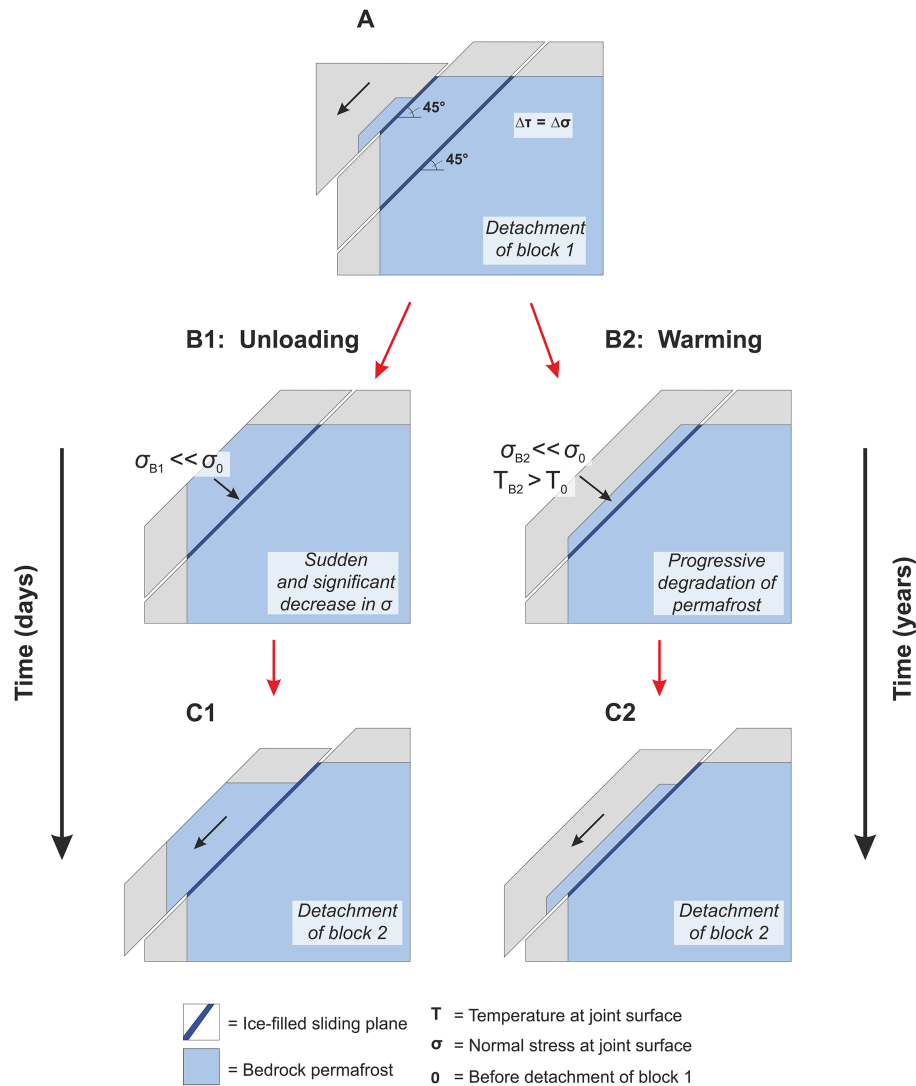 A
45°
Δτ = Δσ
45°
Detachment
of block 1
B1: Unloading
B2: Warming
σB1 << σ0
σB2 << σ0
TB2 > T0
Sudden
and significant
decrease in σ
Progressive
degradation of
permafrost
Time (days)
Time (years)
C1
C2
Detachment
of block 2
Detachment
of block 2
= Ice-filled sliding plane
= Bedrock permafrost
T = Temperature at joint surface
σ = Normal stress at joint surface
0 = Before detachment of block 1